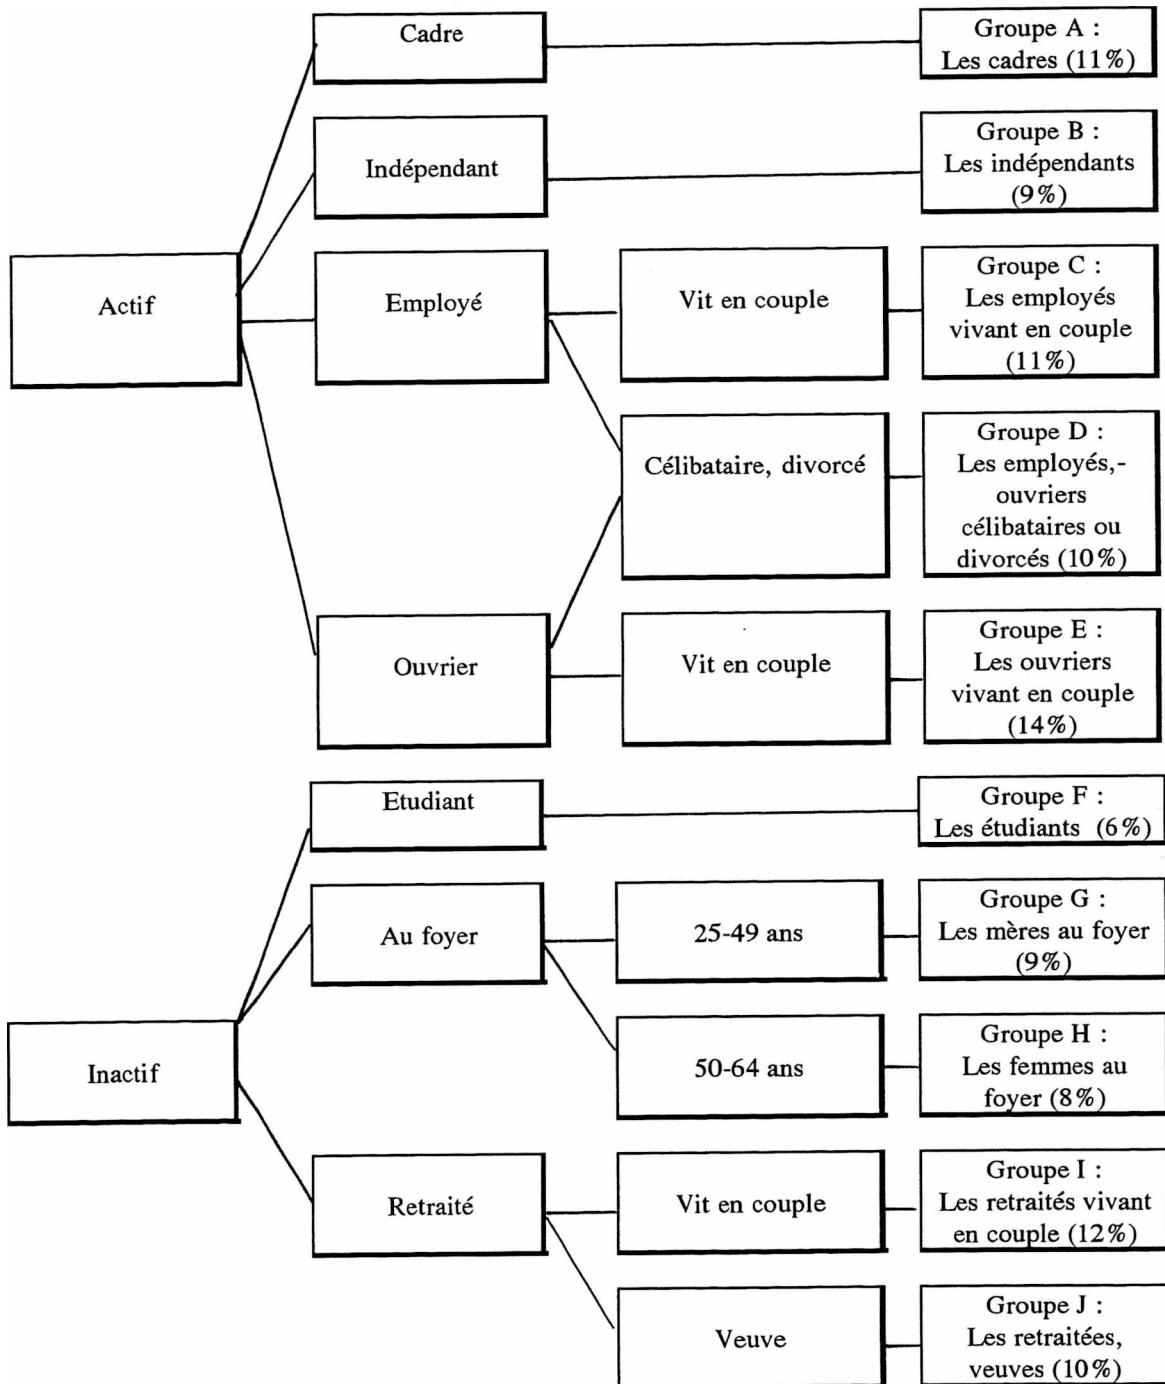 Cadre
Groupe A :
Les cadres (11%)
Indépendant
Groupe B :
Les indépendants
(9%)
Actif
Employé
Vit en couple
Groupe C :
Les employés
vivant en couple
(11%)
Célibataire, divorcé
Groupe D :
Les employés,-
ouvriers
célibataires ou
divorcés (10%)
Ouvrier
Vit en couple
Groupe E :
Les ouvriers
vivant en couple
(14%)
Etudiant
Groupe F :
Les étudiants (6%)
Au foyer
25-49 ans
Groupe G :
Les mères au foyer
(9%)
Inactif
50-64 ans
Groupe H :
Les femmes au
foyer (8%)
Retraité
Vit en couple
Groupe I :
Les retraités vivant
en couple (12%)
Veuve
Groupe J :
Les retraitées,
veuves (10%)